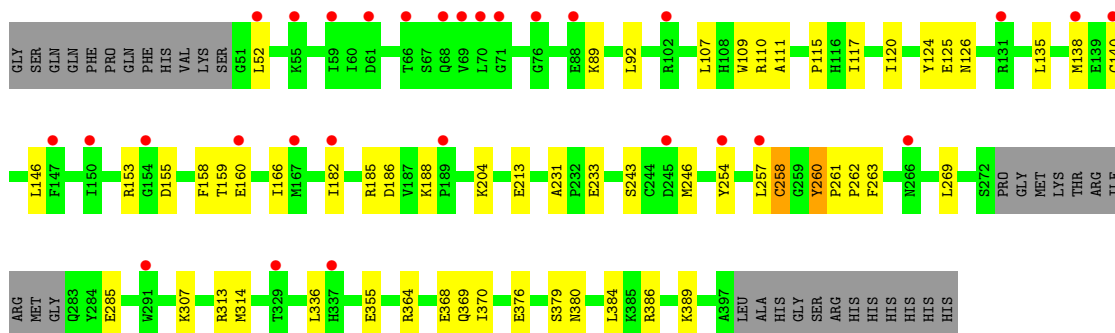 GLY SER GLN GLN PHE PRO GLN PHE HIS VAL LYS SER G51 L52 K55 I59 I60 D61 T66 S67 Q68 V69 L70 G71 G76 E88 K89 L92 R102 L107 H108 W109 R110 A111 P115 H116 I117 I120 Y124 E125 N126 R131 L135 M138 E139 G140
L146 F147 I150 R153 G154 D155 F158 T159 E160 I166 M167 I182 R185 D186 V187 K188 P189 K204 E213 A231 P232 E233 S243 C244 D245 M246 Y254 L257 C258 G259 Y260 P261 P262 F263 N266 L269 S272 PRO GLY MET LYS THR ARG ILE
ARG MET GLY Q283 Y284 E285 W291 K307 R313 M314 T329 L336 H337 E355 R364 E368 Q369 I370 E376 S379 N380 L384 K385 R386 K389 A397 LEU ALA HIS GLY SER ARG HIS HIS HIS HIS HIS HIS